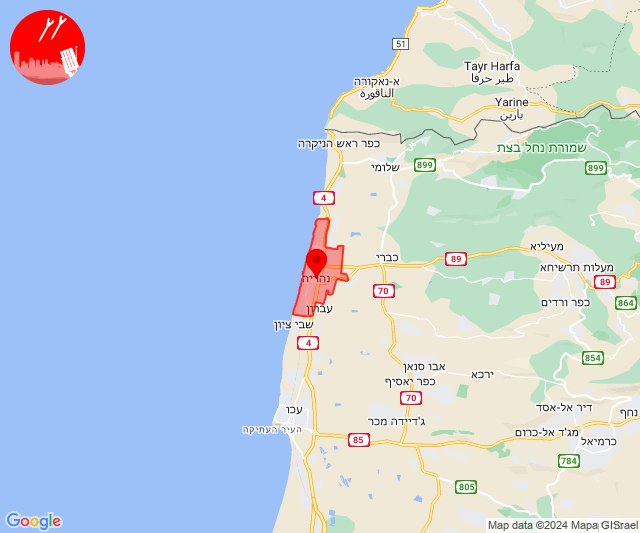 51
Tayr Harfa
طير حرفا
א-נאקורה
الناقورة
Yarine
يارين
כפר ראש הניקרה
שמורת נחל בצת
שלומי
899
899
4
מעיליא
כברי
89
מעלות תרשיחא
89
נהריה
70
כפר ורדים
864
עברון
שבי ציון
4
854
אבו סנאן
ירכא
כפר יאסיף
70
דיר אל-אסד
נחף
עכו
ג'דיידה מכר
העיר העתיקה
מג'ד אל-כרום
85
כרמיאל
784
805
Google
Map data ©2024 Mapa GISrael